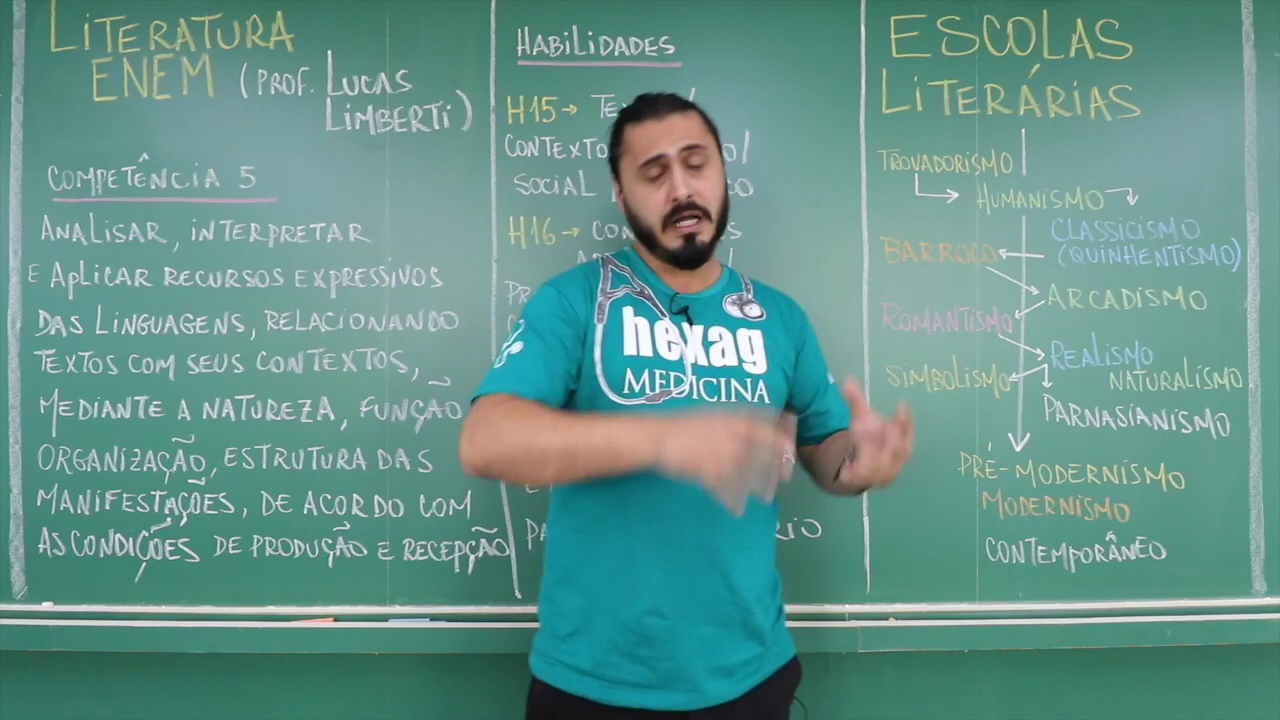 LITERATURA
ENEM (PROF. LUCAS
LIMBERTI)
COMPETÊNCIA 5
ANALISAR, INTERPRETAR
E APLICAR RECURSOS EXPRESSIVOS
DAS LINGUAGENS, RELACIONANDO
TEXTOS COM SEUS CONTEXTOS,
MEDIANTE A NATUREZA, FUNÇÃO
ORGANIZAÇÃO, ESTRUTURA DAS
MANIFESTAÇÕES, DE ACORDO COM
AS CONDIÇÕES DE PRODUÇÃO E RECEPÇÃO
HABILIDADES
H15→
CONTEXTO
SOCIAL
H16→
hexag
MEDICINA
ESCOLAS
LITERÁRIAS
TROVADORISMO
HUMANISMO
CLASSICISMO
BARROCO (QUINHENTISMO)
ARCADISMO
ROMANTISMO
REALISMO
SIMBOLISMO NATURALISMO
PARNASIANISMO
PRÉ-MODERNISMO
MODERNISMO
CONTEMPORÂNEO